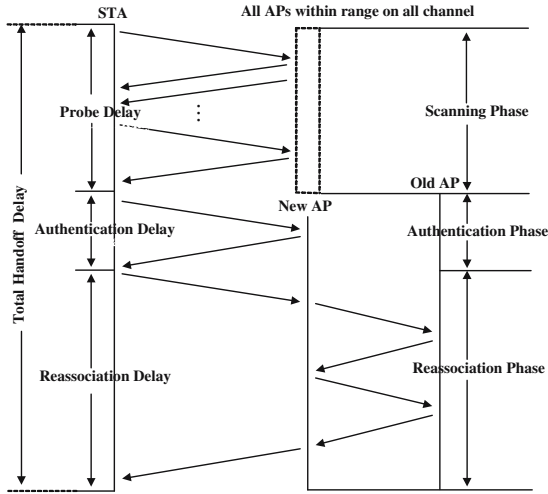 STA
All APs within range on all channel
Probe Delay
Scanning Phase
Old AP
New AP
Authentication Delay
Authentication Phase
Total Handoff Delay
Reassociation Delay
Reassociation Phase